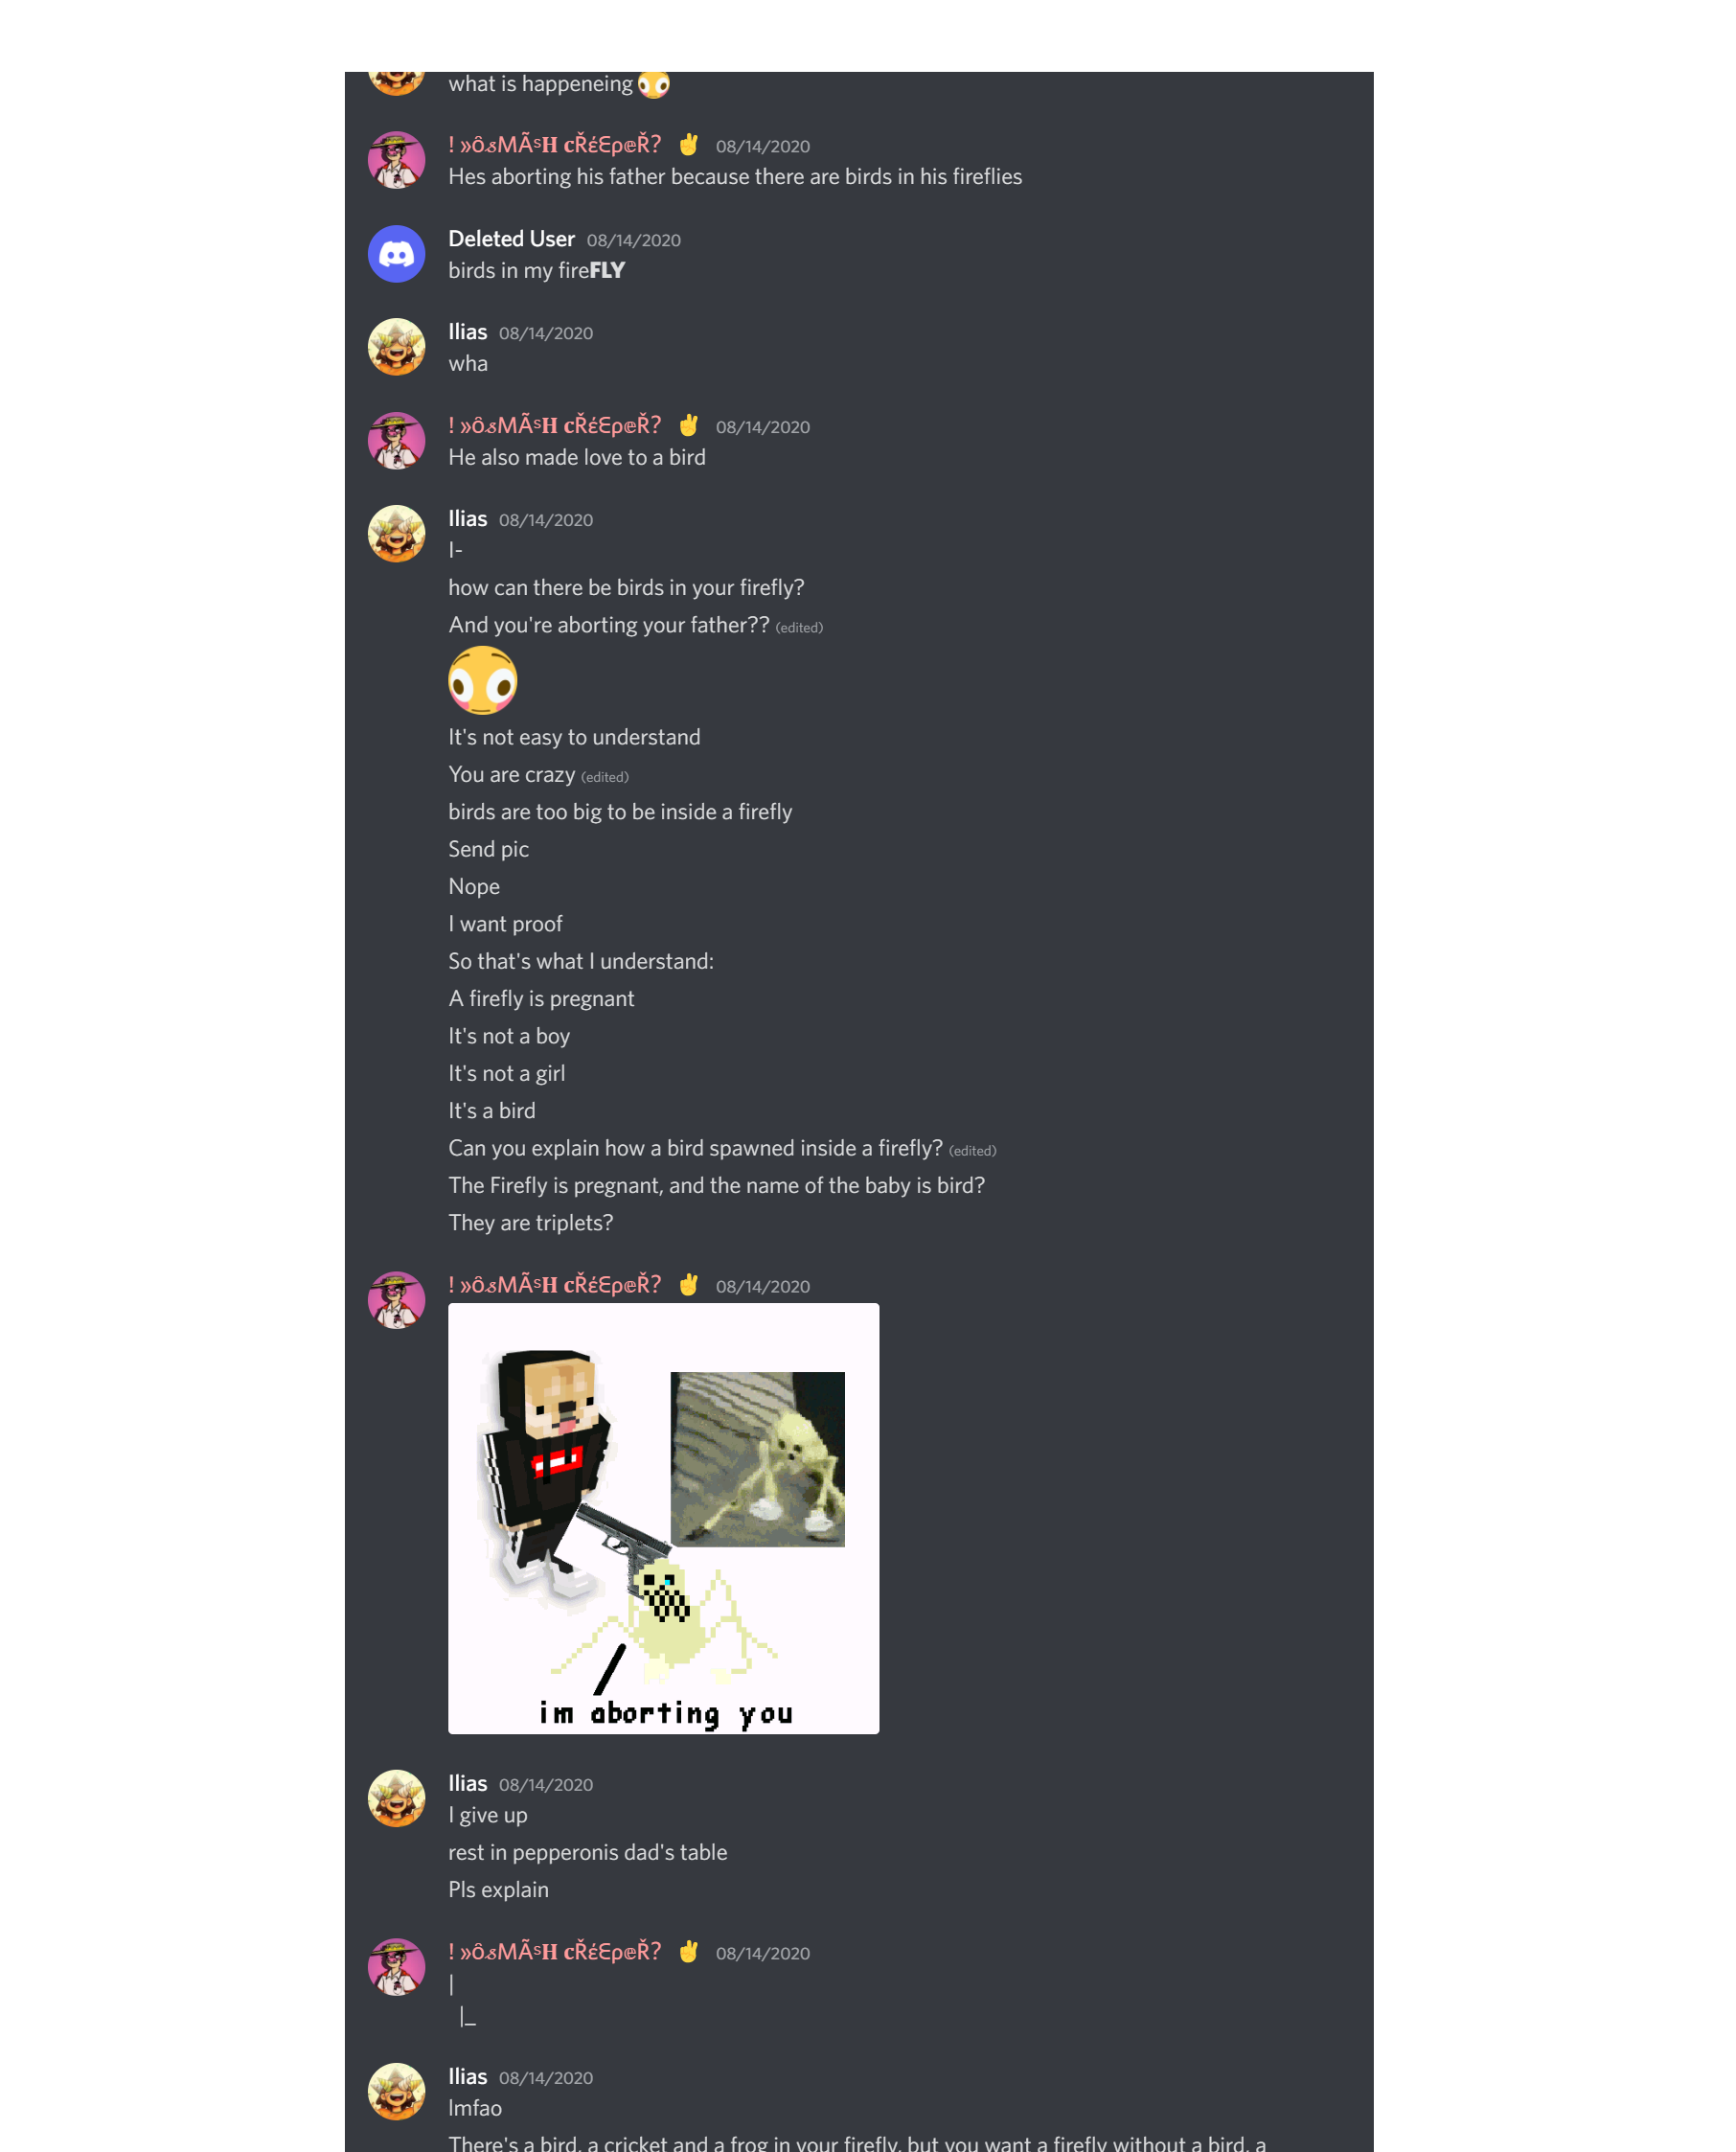 what is happeneing 😳
! »ô𝓼MÃˢ𝐇 𝐜ŘέЄρ𝕖Ř? ✌ 08/14/2020
Hes aborting his father because there are birds in his fireflies
Deleted User 08/14/2020
birds in my fireFLY
Ilias 08/14/2020
wha
! »ô𝓼MÃˢ𝐇 𝐜ŘέЄρ𝕖Ř? ✌ 08/14/2020
He also made love to a bird
Ilias 08/14/2020
I-
how can there be birds in your firefly?
And you're aborting your father?? (edited)
😳
It's not easy to understand
You are crazy (edited)
birds are too big to be inside a firefly
Send pic
Nope
I want proof
So that's what I understand:
A firefly is pregnant
It's not a boy
It's not a girl
It's a bird
Can you explain how a bird spawned inside a firefly? (edited)
The Firefly is pregnant, and the name of the baby is bird?
They are triplets?
! »ô𝓼MÃˢ𝐇 𝐜ŘέЄρ𝕖Ř? ✌ 08/14/2020
im aborting you
Ilias 08/14/2020
I give up
rest in pepperonis dad's table
Pls explain
! »ô𝓼MÃˢ𝐇 𝐜ŘέЄρ𝕖Ř? ✌ 08/14/2020
|
|_
Ilias 08/14/2020
lmfao
There's a bird, a cricket and a frog in your firefly, but you want a firefly without a bird, a